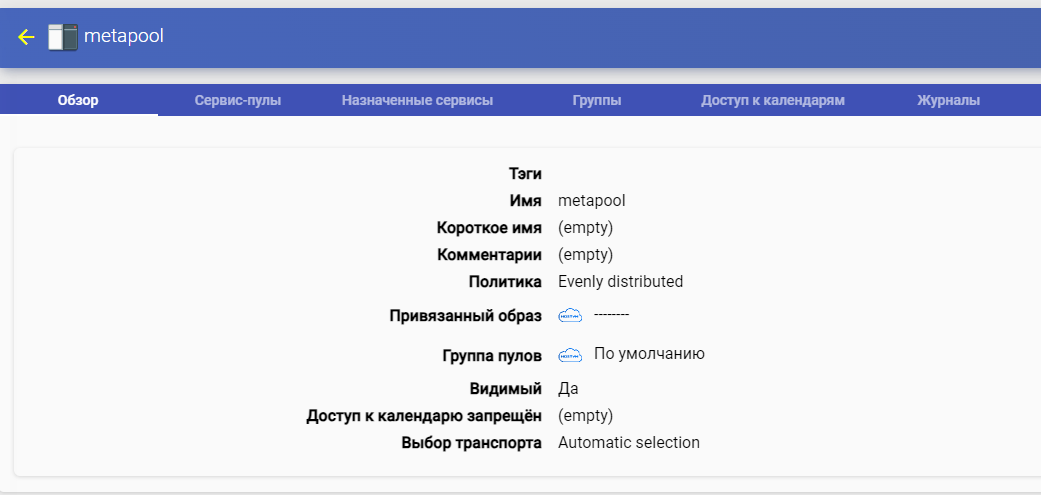 metapool
Обзор Сервис-пулы Назначенные сервисы Группы Доступ к календарям Журналы
Тэги
Имя metapool
Короткое имя (empty)
Комментарии (empty)
Политика Evenly distributed
Привязанный образ --------
Группа пулов По умолчанию
Видимый Да
Доступ к календарю запрещён (empty)
Выбор транспорта Automatic selection